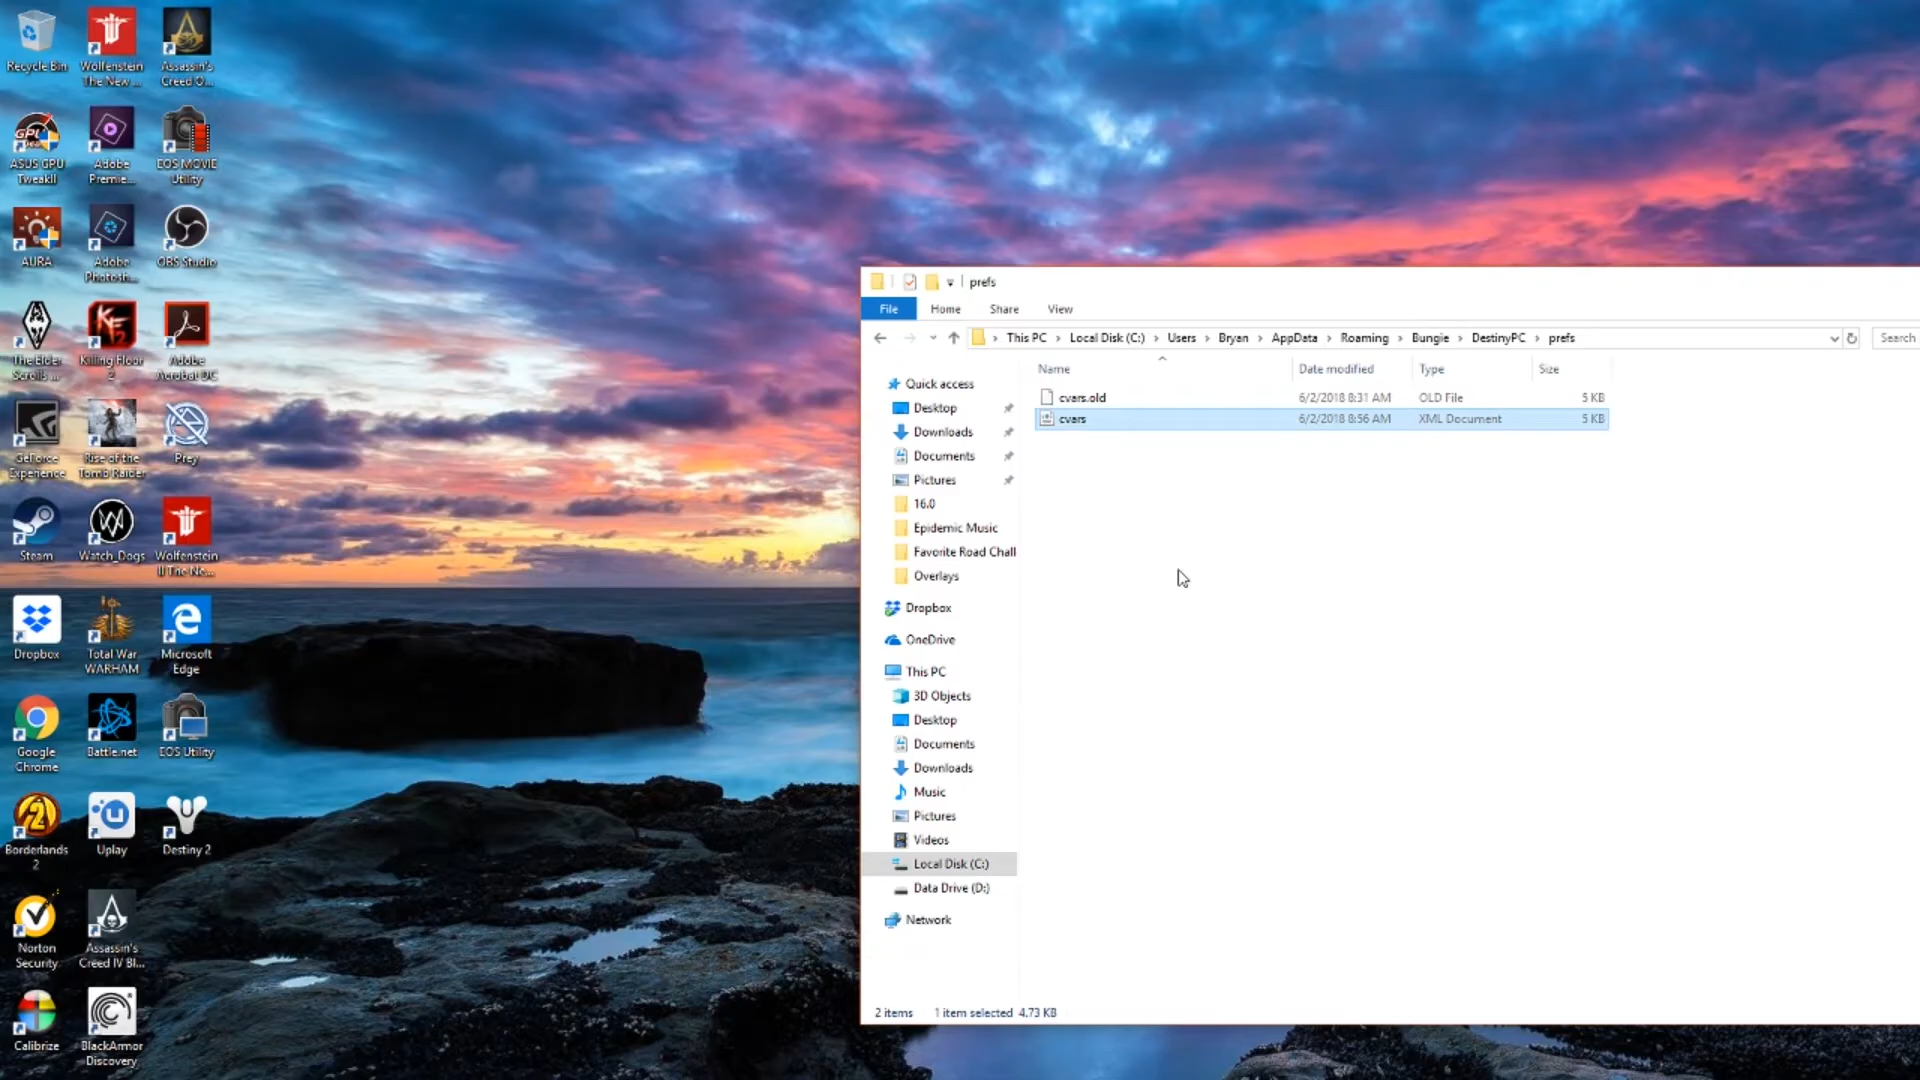 Recycle Bin
Wolfenstein
The New ...
Assassin's
Creed O...
ASUS GPU
TweakII
Adobe
Premie...
EOS MOVIE
Utility
AURA
Adobe
Photosh...
OBS Studio
The Elder
Scrolls ...
Killing Floor
2
Adobe
Acrobat DC
GeForce
Experience
Rise of the
Tomb Raider
Prey
Steam
Watch_Dogs
Wolfenstein
II The Ne...
Dropbox
Total War
WARHAM
Microsoft
Edge
Google
Chrome
Battle.net
EOS Utility
Borderlands
2
Uplay
Destiny 2
Norton
Security
Assassin's
Creed IV Bl...
Calibrize
BlackArmor
Discovery
prefs
File Home Share View
This PC > Local Disk (C:) > Users > Bryan > AppData > Roaming > Bungie > DestinyPC > prefs
Search
Name Date modified Type Size
cvars.old 6/2/2018 8:31 AM OLD File 5 KB
cvars 6/2/2018 8:56 AM XML Document 5 KB
Quick access
Desktop
Downloads
Documents
Pictures
16.0
Epidemic Music
Favorite Road Chall
Overlays
Dropbox
OneDrive
This PC
3D Objects
Desktop
Documents
Downloads
Music
Pictures
Videos
Local Disk (C:)
Data Drive (D:)
Network
2 items 1 item selected 4.73 KB